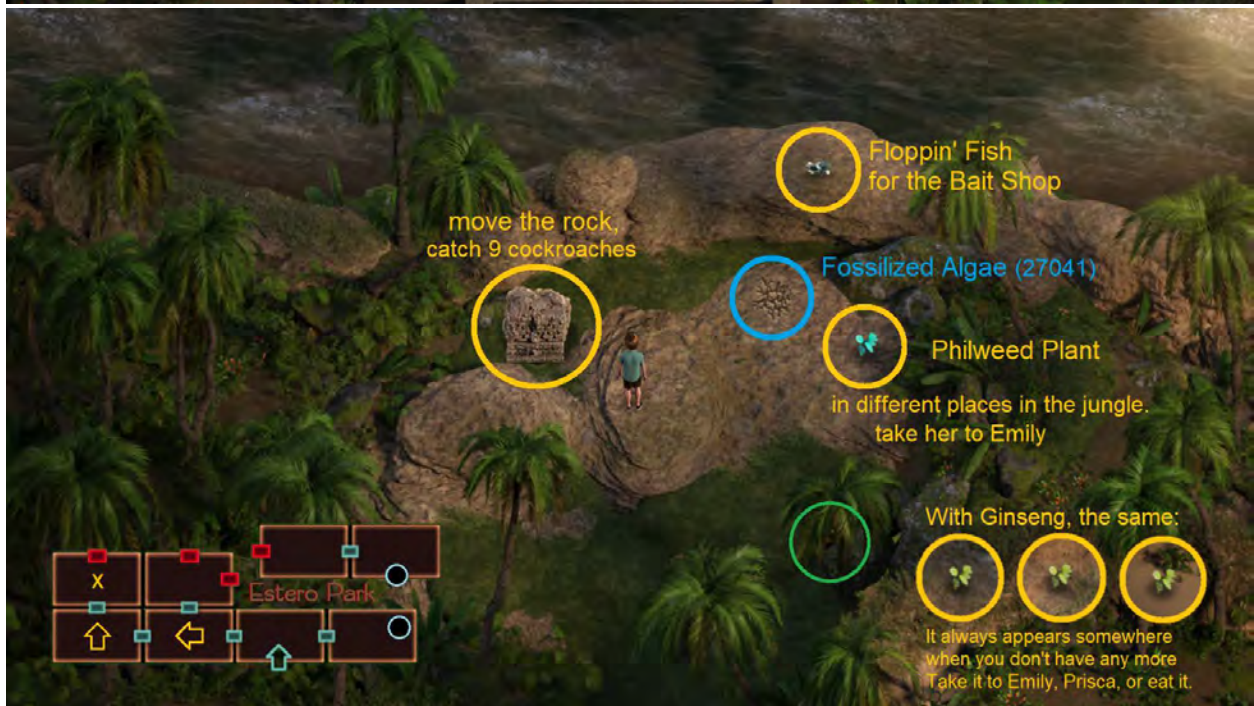 Floppin' Fish
for the Bait Shop
move the rock,
catch 9 cockroaches
Fossilized Algae (27041)
Philweed Plant
in different places in the jungle.
take her to Emily
With Ginseng, the same:
x
Estero Park
It always appears somewhere
when you don't have any more
Take it to Emily, Prisca, or eat it.